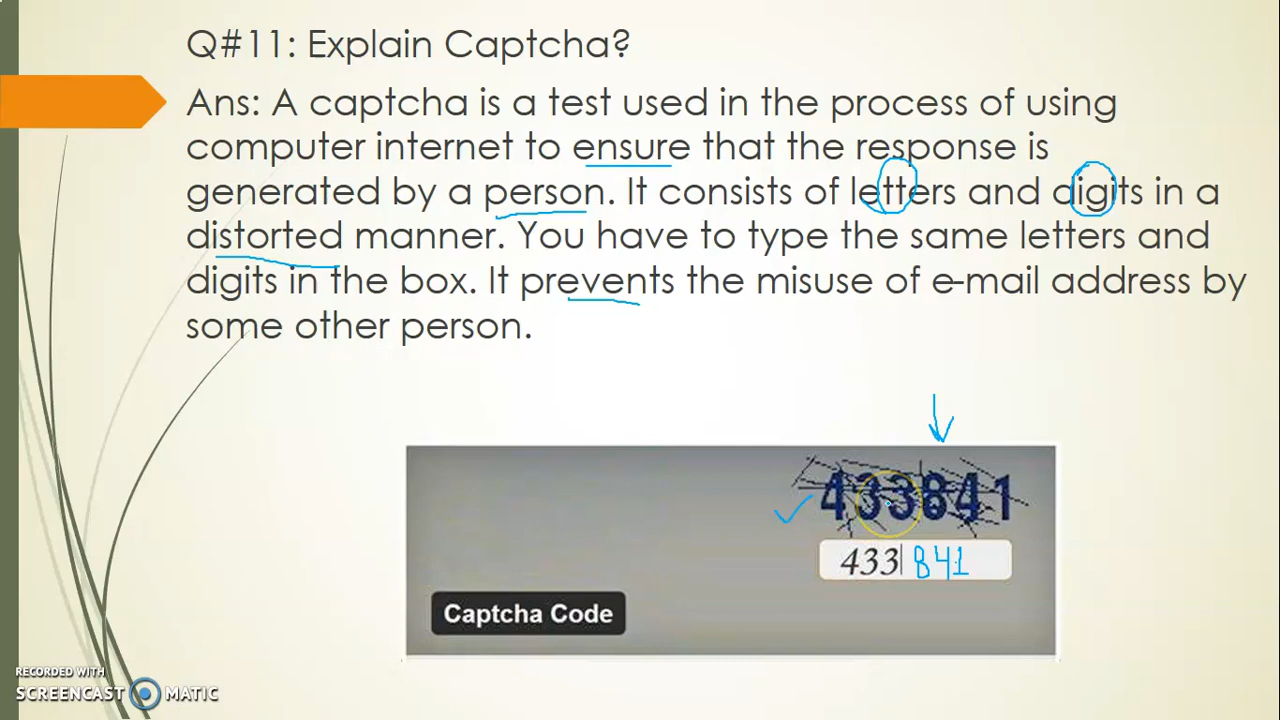 Q#11: Explain Captcha?
Ans: A captcha is a test used in the process of using
computer internet to ensure that the response is
generated by a person. It consists of letters and digits in a
distorted manner. You have to type the same letters and
digits in the box. It prevents the misuse of e-mail address by
some other person.
433841
433 841
Captcha Code
RECORDED WITH
SCREENCAST MATIC